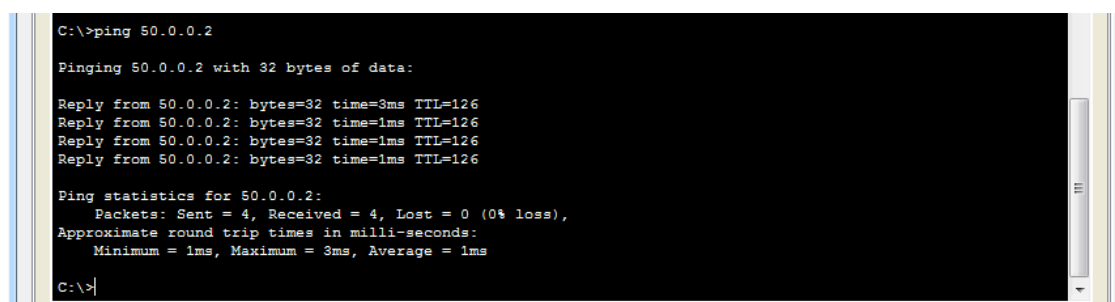 C:\>ping 50.0.0.2
Pinging 50.0.0.2 with 32 bytes of data:
Reply from 50.0.0.2: bytes=32 time=3ms TTL=126
Reply from 50.0.0.2: bytes=32 time=1ms TTL=126
Reply from 50.0.0.2: bytes=32 time=1ms TTL=126
Reply from 50.0.0.2: bytes=32 time=1ms TTL=126
Ping statistics for 50.0.0.2:
    Packets: Sent = 4, Received = 4, Lost = 0 (0% loss),
Approximate round trip times in milli-seconds:
    Minimum = 1ms, Maximum = 3ms, Average = 1ms
C:\>